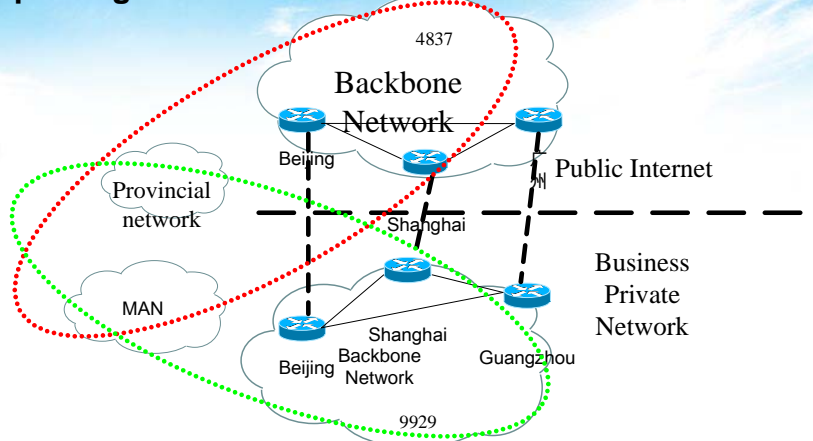 4837
Backbone
Network
Beijing
Public Internet
Provincial
network
Shanghai
Business
Private
Network
MAN
Shanghai
Beijing
Backbone
Network
Guangzhou
9929